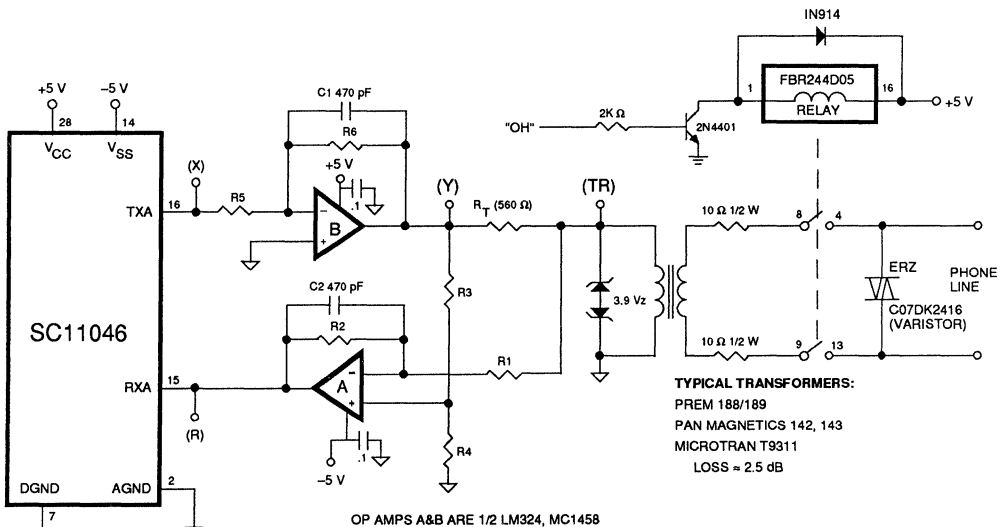 IN914
FBR244D05
1
16
RELAY
+5 V
"OH"
2K Ω
2N4401
+5 V
−5 V
28
14
VCC
VSS
C1 470 pF
R6
+5 V
.1
(X)
TXA
16
R5
−
B
+
(Y)
RT (560 Ω)
(TR)
10 Ω 1/2 W
8
4
R3
3.9 Vz
ERZ
C07DK2416
(VARISTOR)
PHONE
LINE
C2 470 pF
R2
SC11046
R1
10 Ω 1/2 W
9
13
RXA
15
−
A
+
(R)
R4
−5 V
.1
TYPICAL TRANSFORMERS:
PREM 188/189
PAN MAGNETICS 142, 143
MICROTRAN T9311
LOSS ≈ 2.5 dB
DGND
AGND
2
7
OP AMPS A&B ARE 1/2 LM324, MC1458